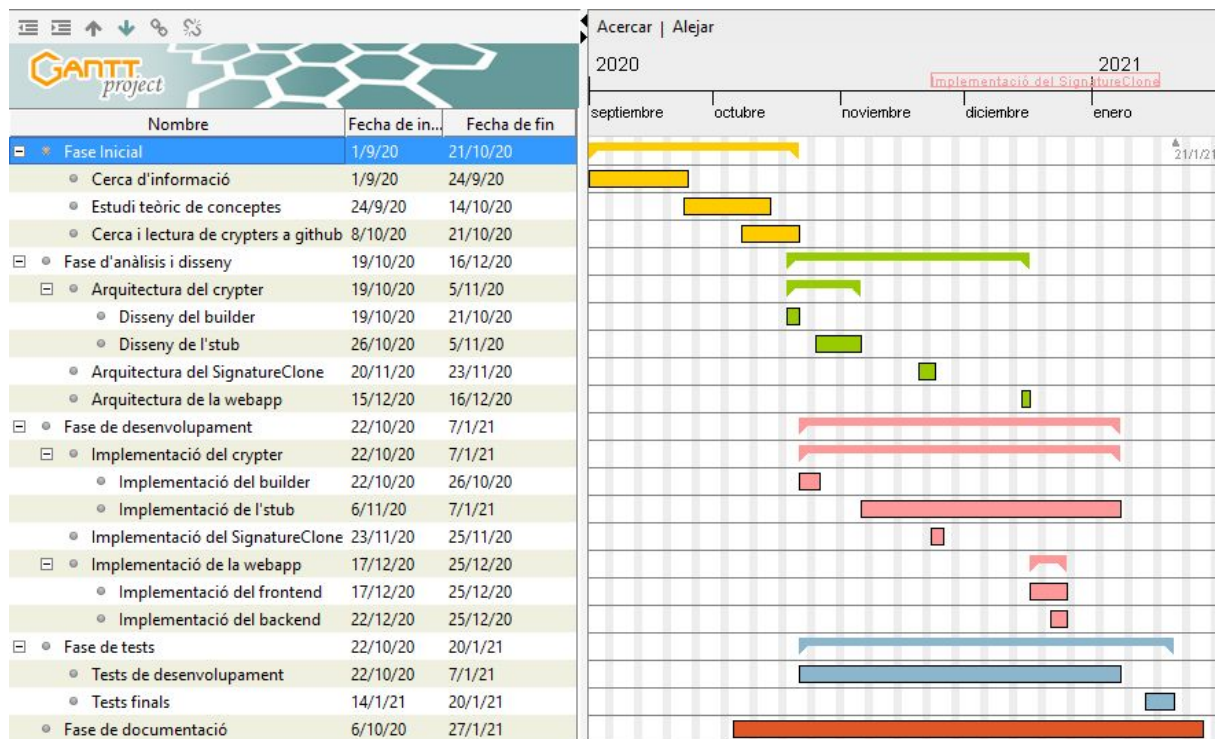 Acercar | Alejar
GANTT
project
2020 2021
Implementació del SignatureClone
septiembre octubre noviembre diciembre enero
Nombre Fecha de in... Fecha de fin
Fase Inicial 1/9/20 21/10/20
21/1/21
Cerca d'informació 1/9/20 24/9/20
Estudi teòric de conceptes 24/9/20 14/10/20
Cerca i lectura de crypters a github 8/10/20 21/10/20
Fase d'anàlisis i disseny 19/10/20 16/12/20
Arquitectura del crypter 19/10/20 5/11/20
Disseny del builder 19/10/20 21/10/20
Disseny de l'stub 26/10/20 5/11/20
Arquitectura del SignatureClone 20/11/20 23/11/20
Arquitectura de la webapp 15/12/20 16/12/20
Fase de desenvolupament 22/10/20 7/1/21
Implementació del crypter 22/10/20 7/1/21
Implementació del builder 22/10/20 26/10/20
Implementació de l'stub 6/11/20 7/1/21
Implementació del SignatureClone 23/11/20 25/11/20
Implementació de la webapp 17/12/20 25/12/20
Implementació del frontend 17/12/20 25/12/20
Implementació del backend 22/12/20 25/12/20
Fase de tests 22/10/20 20/1/21
Tests de desenvolupament 22/10/20 7/1/21
Tests finals 14/1/21 20/1/21
Fase de documentació 6/10/20 27/1/21